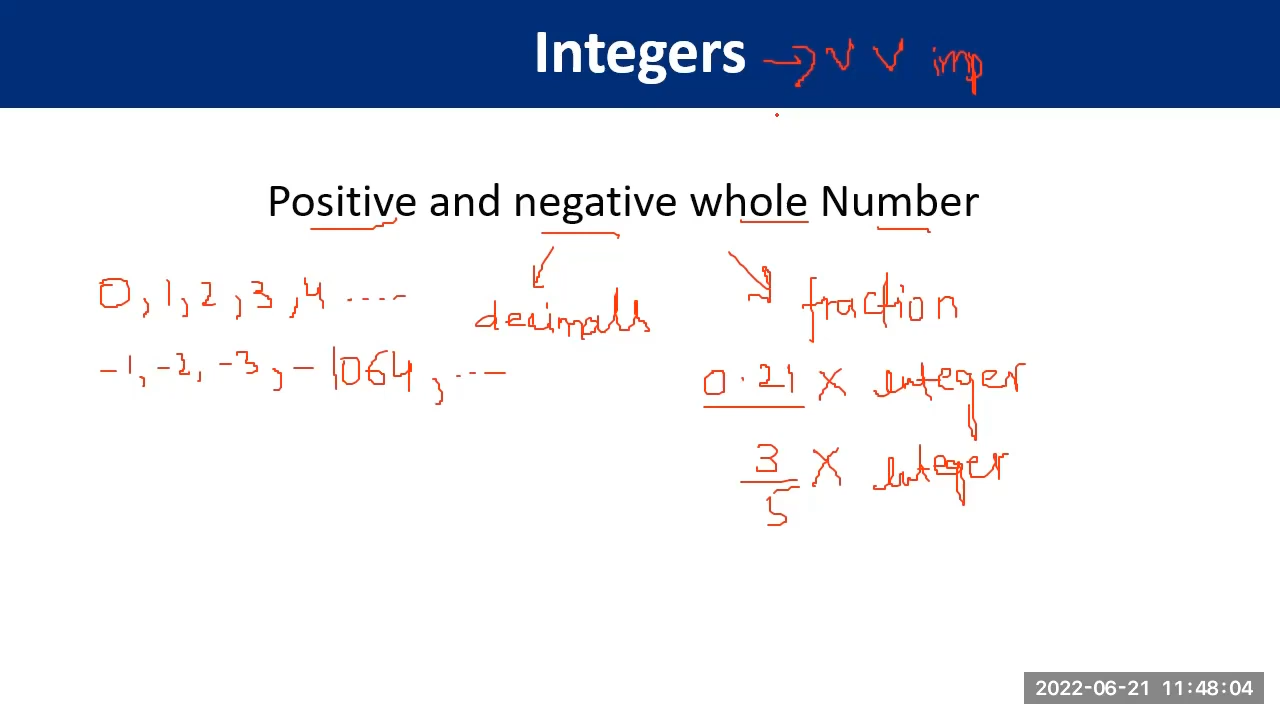 Integers → V V imp
Positive and negative whole Number
0, 1, 2, 3, 4 ....
decimals
fraction
-1, -2, -3, -1064, ....
0.21 X integer
3/5 X integer
2022-06-21 11:48:04